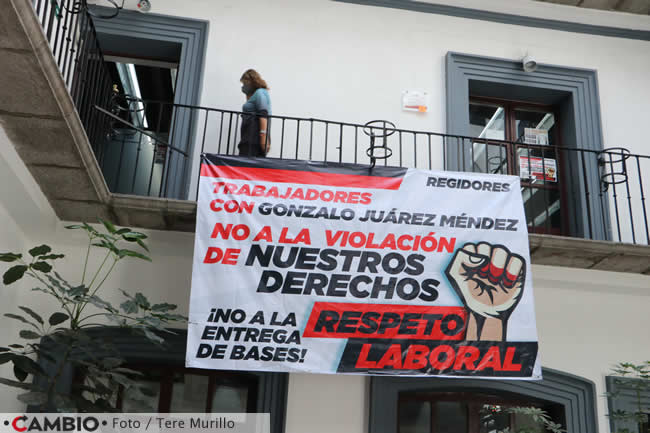 TRABAJADORES
REGIDORES
CON GONZALO JUÁREZ MÉNDEZ
NO A LA VIOLACIÓN
DE NUESTROS
DERECHOS
¡NO A LA
ENTREGA
DE BASES!
RESPETO
LABORAL
•CAMBIO• Foto / Tere Murillo